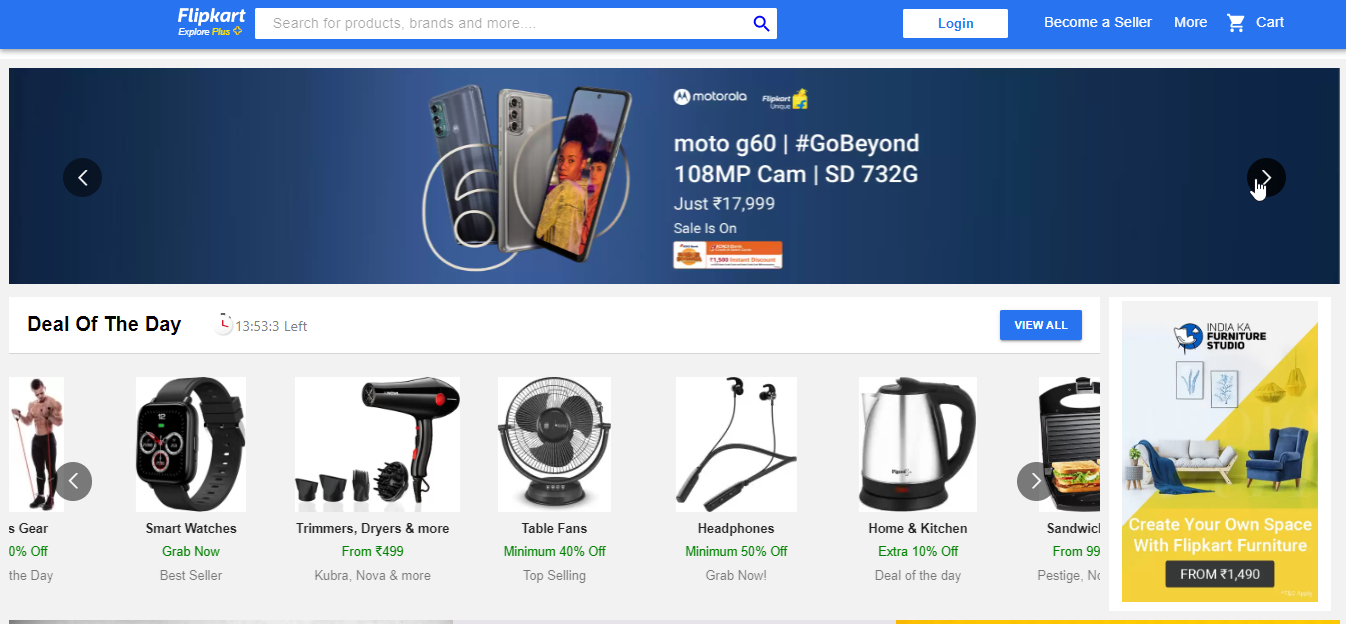 Flipkart
Explore Plus
Search for products, brands and more....
Login
Become a Seller
More
Cart
motorola
Flipkart
Unique
moto g60 | #GoBeyond
108MP Cam | SD 732G
Just ₹17,999
Sale Is On
₹1,500 Instant Discount
Deal Of The Day
13:53:3 Left
VIEW ALL
s Gear
0% Off
the Day
Smart Watches
Grab Now
Best Seller
Trimmers, Dryers & more
From ₹499
Kubra, Nova & more
Table Fans
Minimum 40% Off
Top Selling
Headphones
Minimum 50% Off
Grab Now!
Home & Kitchen
Extra 10% Off
Deal of the day
Sandwic
From 99
Pestige, No
INDIA KA
FURNITURE
STUDIO
Create Your Own Space
With Flipkart Furniture
FROM ₹1,490